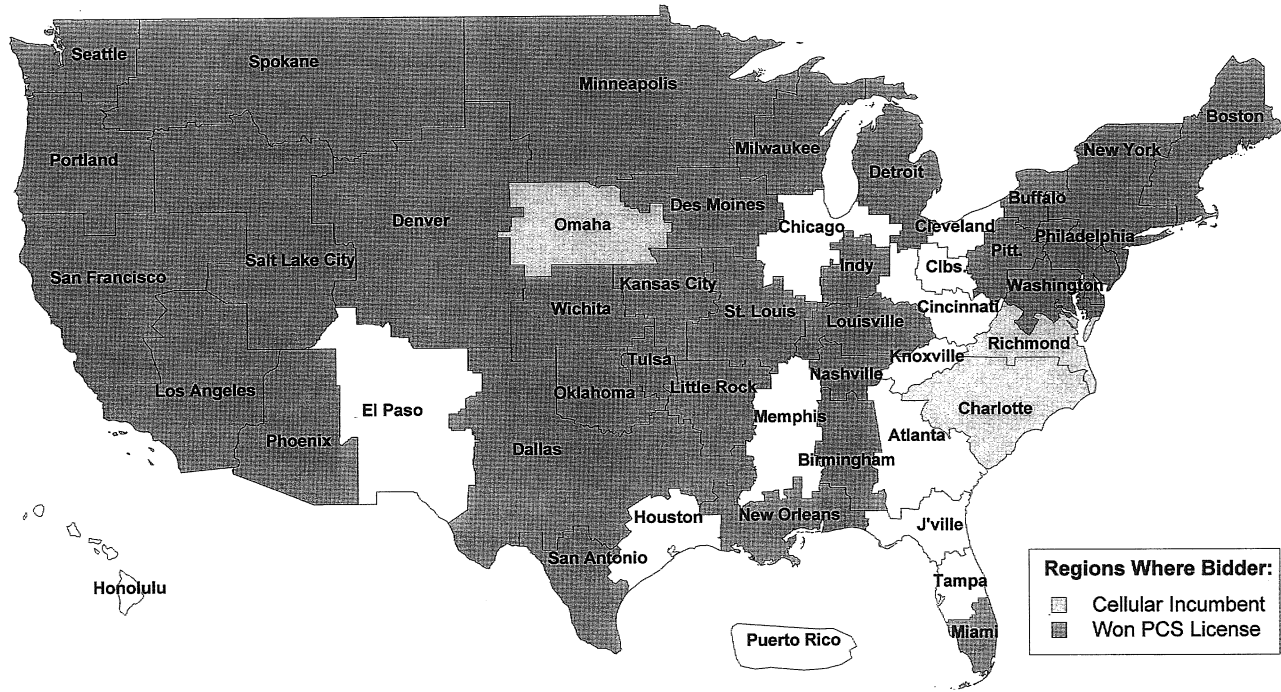 Seattle
Spokane
Minneapolis
Boston
New York
Milwaukee
Portland
Detroit
Buffalo
Des Moines
Denver
Omaha
Chicago
Cleveland
Philadelphia
Pitt.
Salt Lake City
Clbs.
Indy
San Francisco
Kansas City
Washington
Wichita
St. Louis
Cincinnati
Louisville
Richmond
Knoxville
Tulsa
Nashville
Los Angeles
Oklahoma
Little Rock
El Paso
Memphis
Charlotte
Atlanta
Phoenix
Dallas
Birmingham
Houston
New Orleans
J'ville
San Antonio
Honolulu
Tampa
Miami
Puerto Rico
Regions Where Bidder:
Cellular Incumbent
Won PCS License